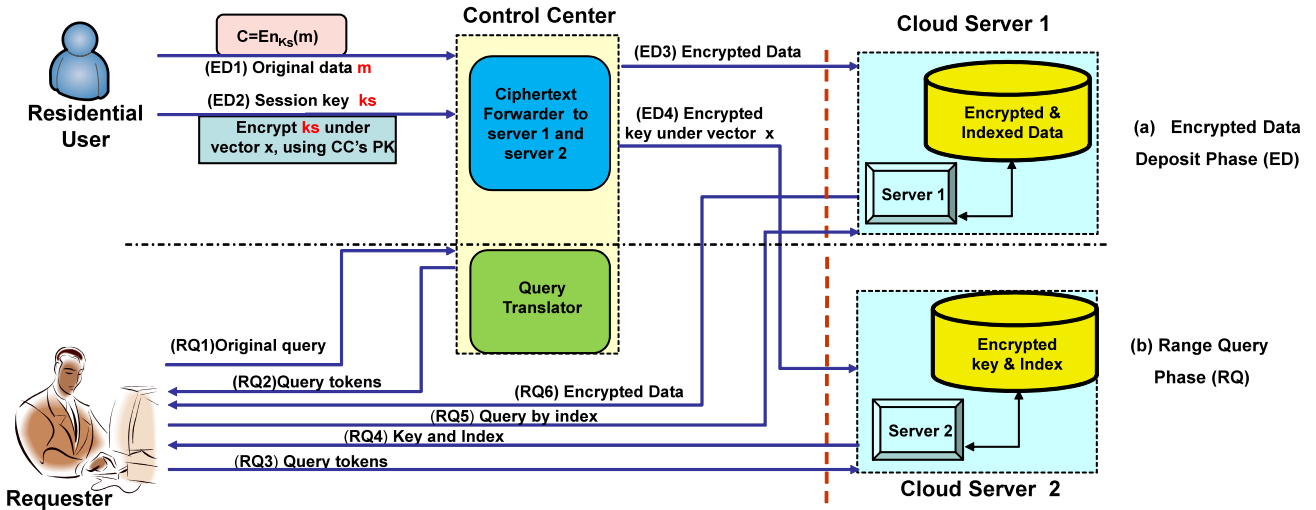 Control Center
Cloud Server 1
C=EnKs(m)
(ED1) Original data m
(ED2) Session key ks
Encrypt ks under
vector x, using CC's PK
Residential
User
Ciphertext
Forwarder to
server 1 and
server 2
(ED3) Encrypted Data
(ED4) Encrypted
key under vector x
Encrypted &
Indexed Data
Server 1
(a) Encrypted Data
Deposit Phase (ED)
Query
Translator
(RQ1)Original query
(RQ2)Query tokens
(RQ6) Encrypted Data
(RQ5) Query by index
(RQ4) Key and Index
(RQ3) Query tokens
Requester
Encrypted
key & Index
Server 2
Cloud Server 2
(b) Range Query
Phase (RQ)